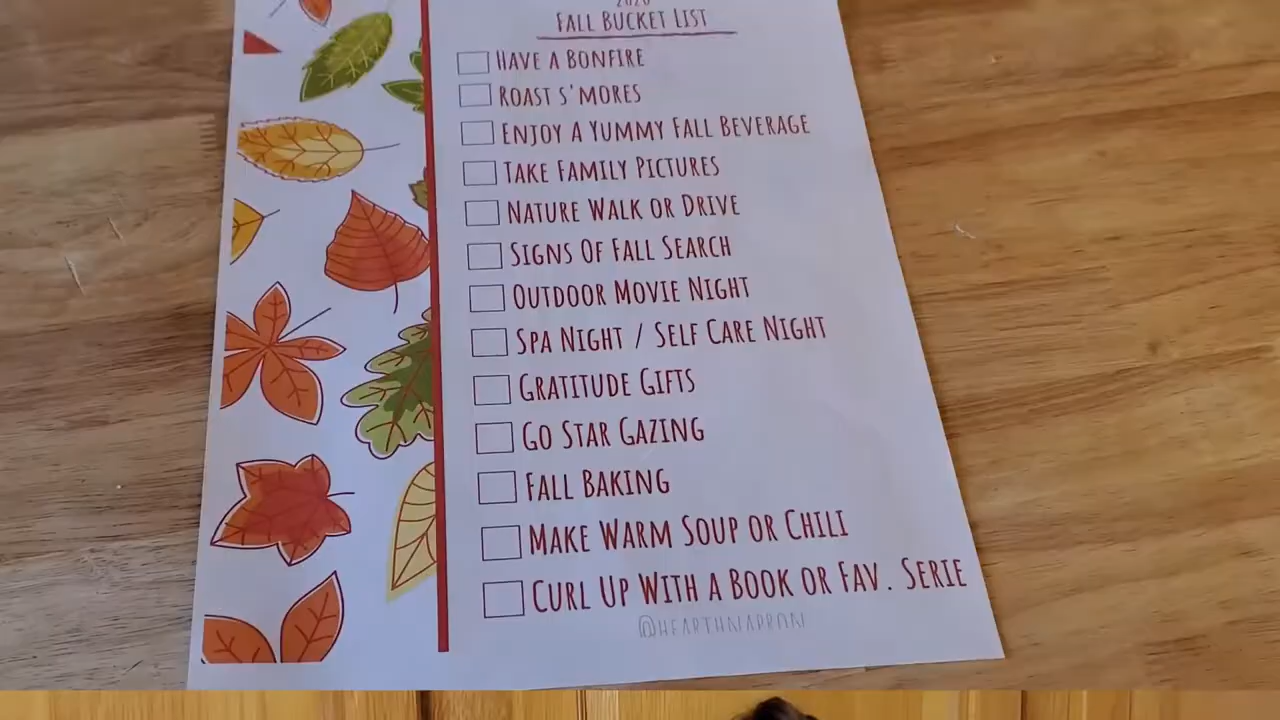 2020
FALL BUCKET LIST
HAVE A BONFIRE
ROAST S'MORES
ENJOY A YUMMY FALL BEVERAGE
TAKE FAMILY PICTURES
NATURE WALK OR DRIVE
SIGNS OF FALL SEARCH
OUTDOOR MOVIE NIGHT
SPA NIGHT / SELF CARE NIGHT
GRATITUDE GIFTS
GO STAR GAZING
FALL BAKING
MAKE WARM SOUP OR CHILI
CURL UP WITH A BOOK OR FAV. SERIE
@HEARTHNAPRON